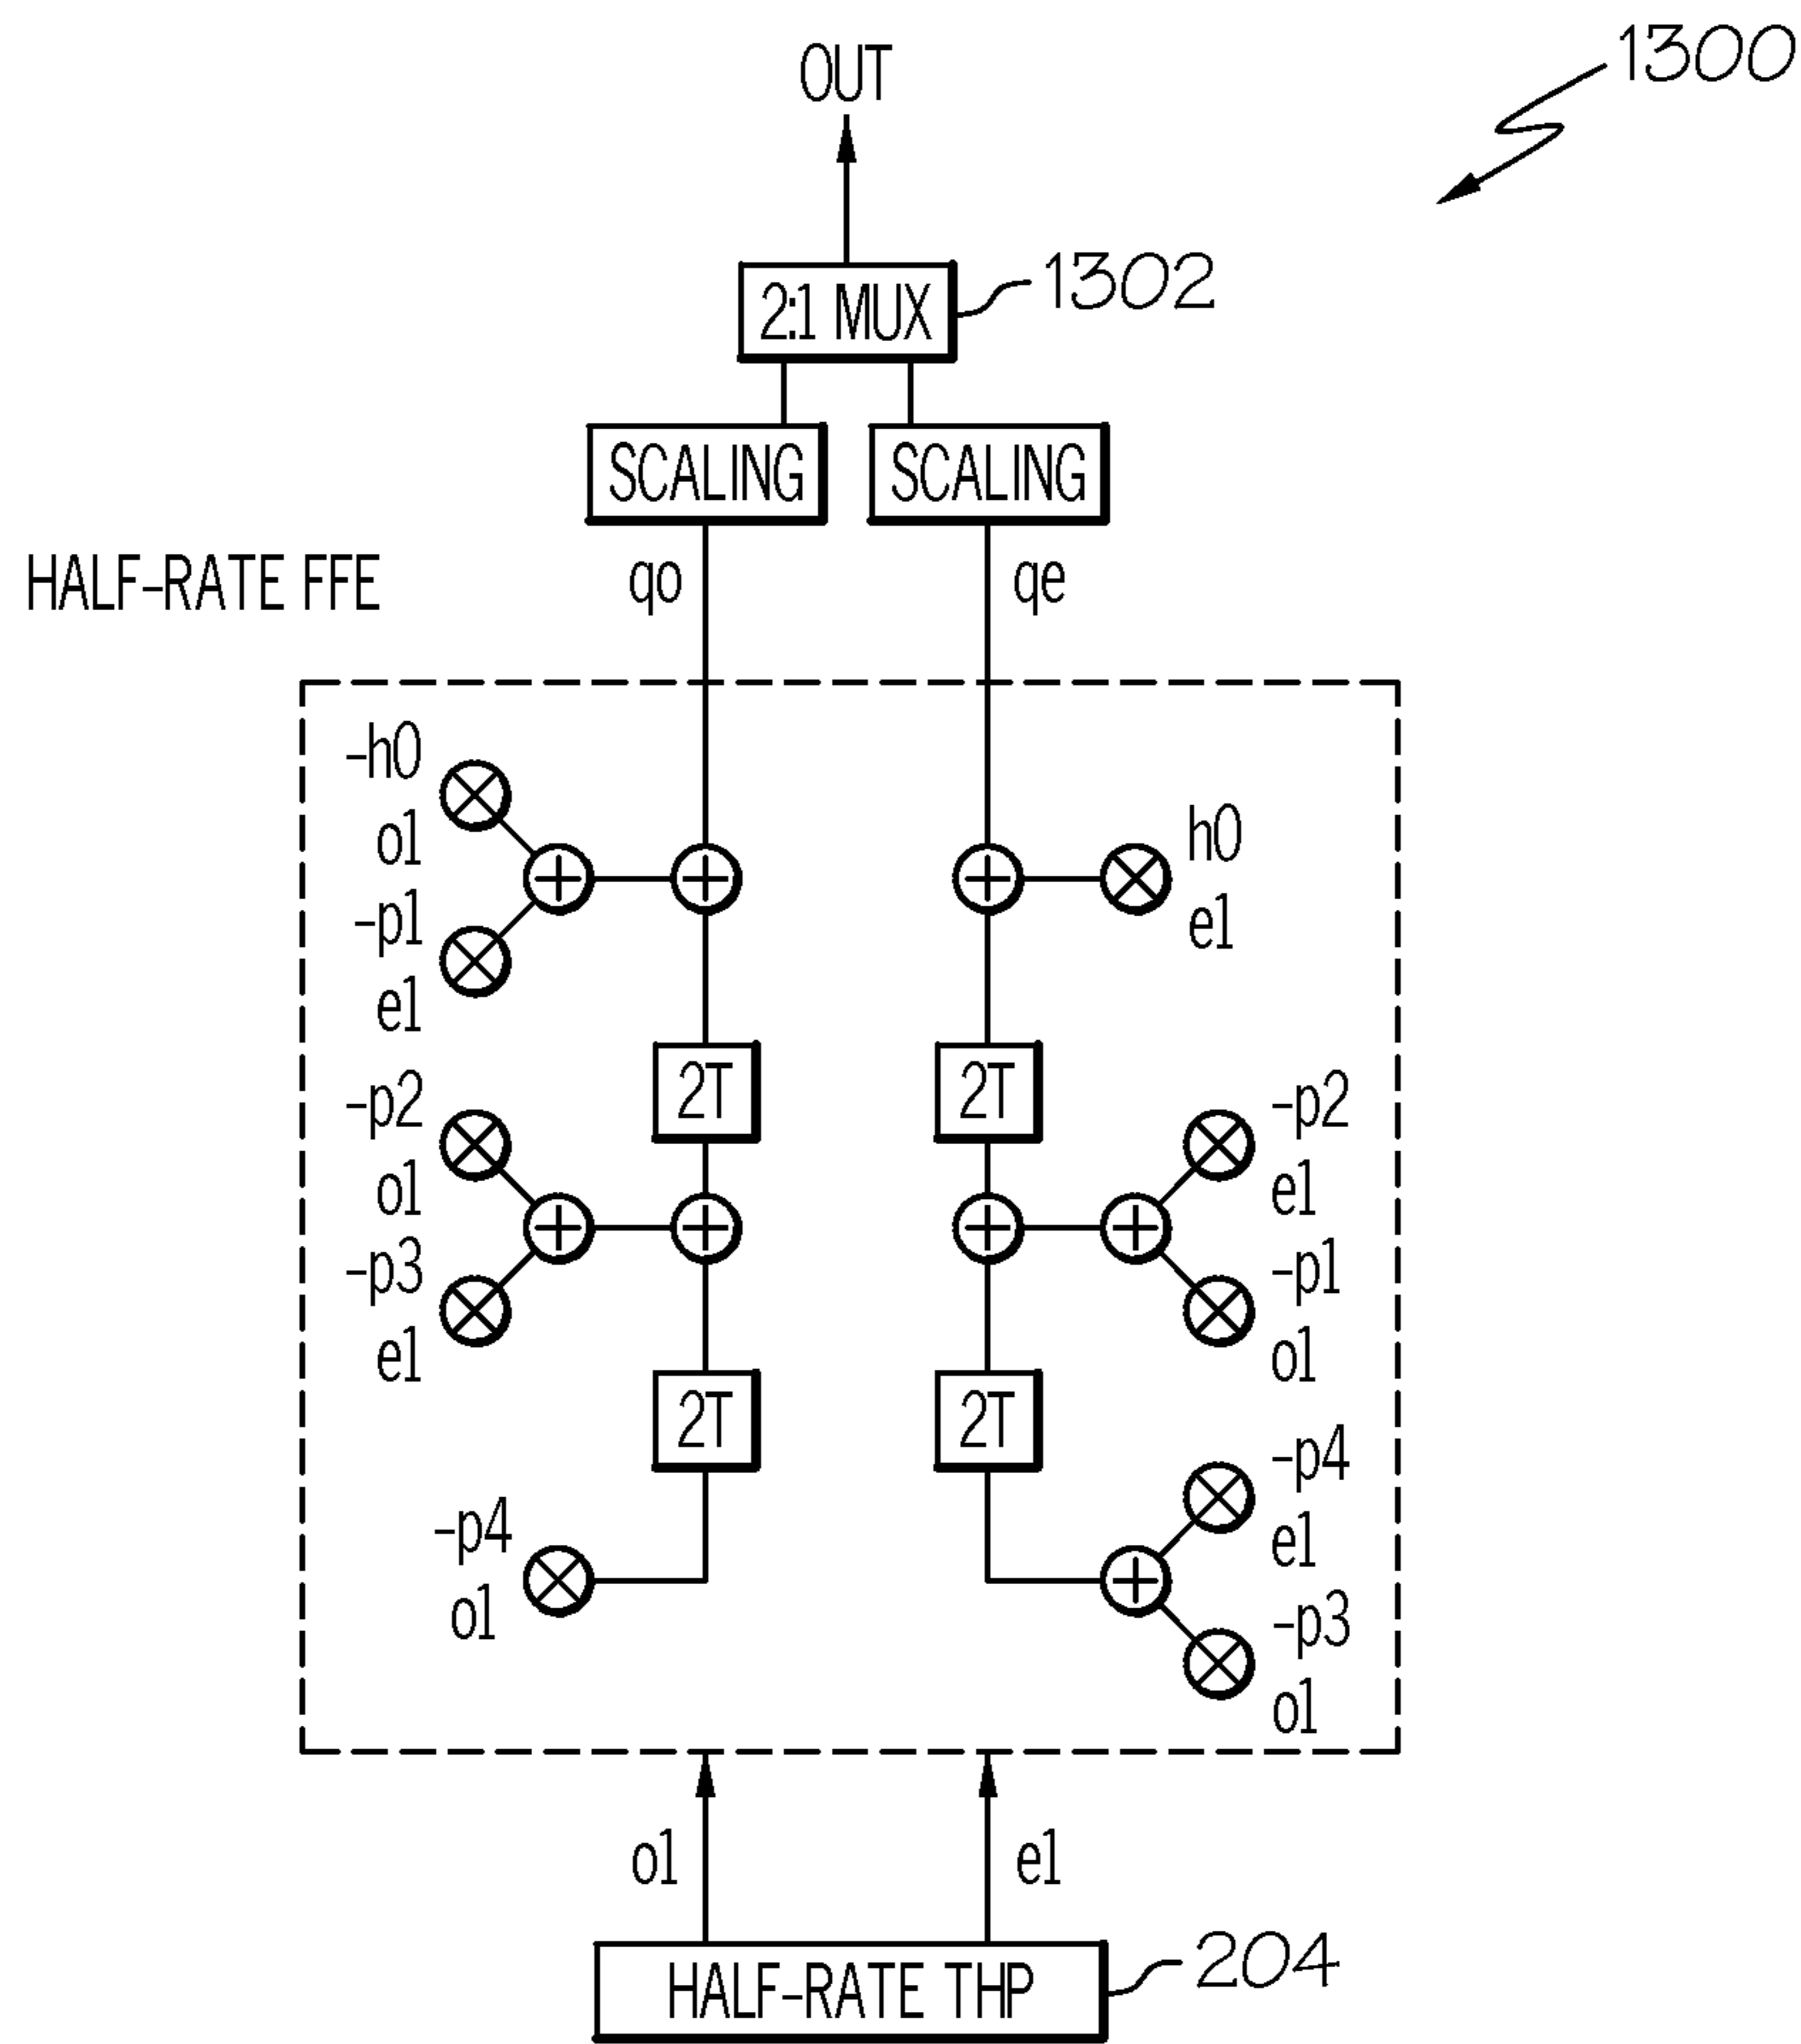 1300
OUT
2:1 MUX
1302
SCALING
SCALING
HALF-RATE FFE
qo
qe
-h0
o1
-p1
e1
h0
e1
2T
2T
-p2
o1
-p3
e1
-p2
e1
-p1
o1
2T
2T
-p4
o1
-p4
e1
-p3
o1
o1
e1
HALF-RATE THP
204